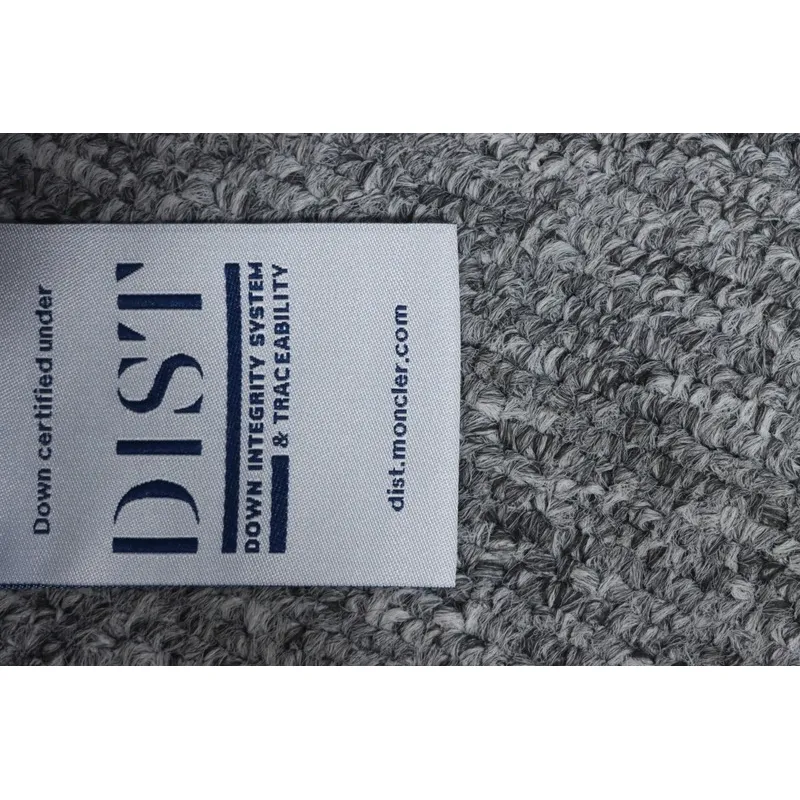 Down certified under
DIST
DOWN INTEGRITY SYSTEM
& TRACEABILITY
dist.moncler.com